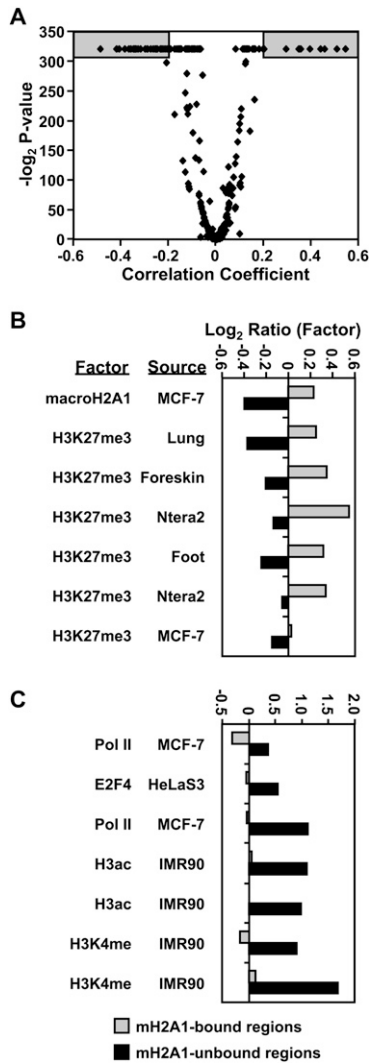 A
350
300
250
200
150
100
50
0
-log2 P-value
-0.6 -0.4 -0.2 0 0.2 0.4 0.6
Correlation Coefficient
B
Log2 Ratio (Factor)
Factor Source
-0.6 -0.4 -0.2 0 0.2 0.4 0.6
macroH2A1 MCF-7
H3K27me3 Lung
H3K27me3 Foreskin
H3K27me3 Ntera2
H3K27me3 Foot
H3K27me3 Ntera2
H3K27me3 MCF-7
C
-0.5 0 0.5 1.0 1.5 2.0
Pol II MCF-7
E2F4 HeLaS3
Pol II MCF-7
H3ac IMR90
H3ac IMR90
H3K4me IMR90
H3K4me IMR90
mH2A1-bound regions
mH2A1-unbound regions